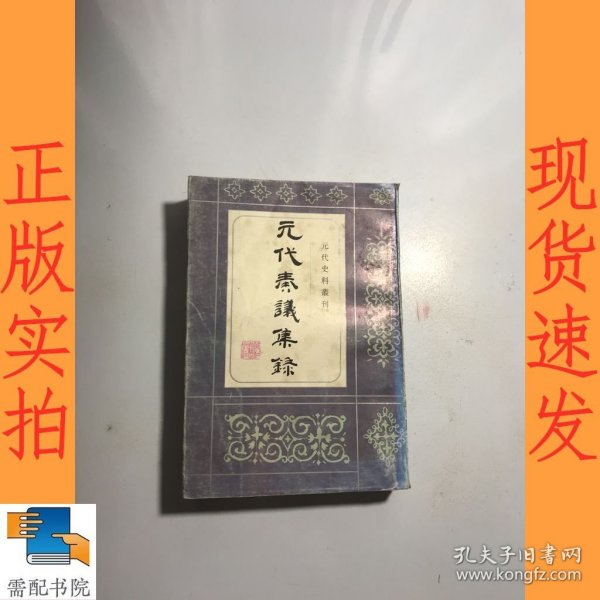 正版实拍
元代奏議集録
元代史料叢刊
现货速发
需配书院
孔夫子旧书网
www.kongfz.com